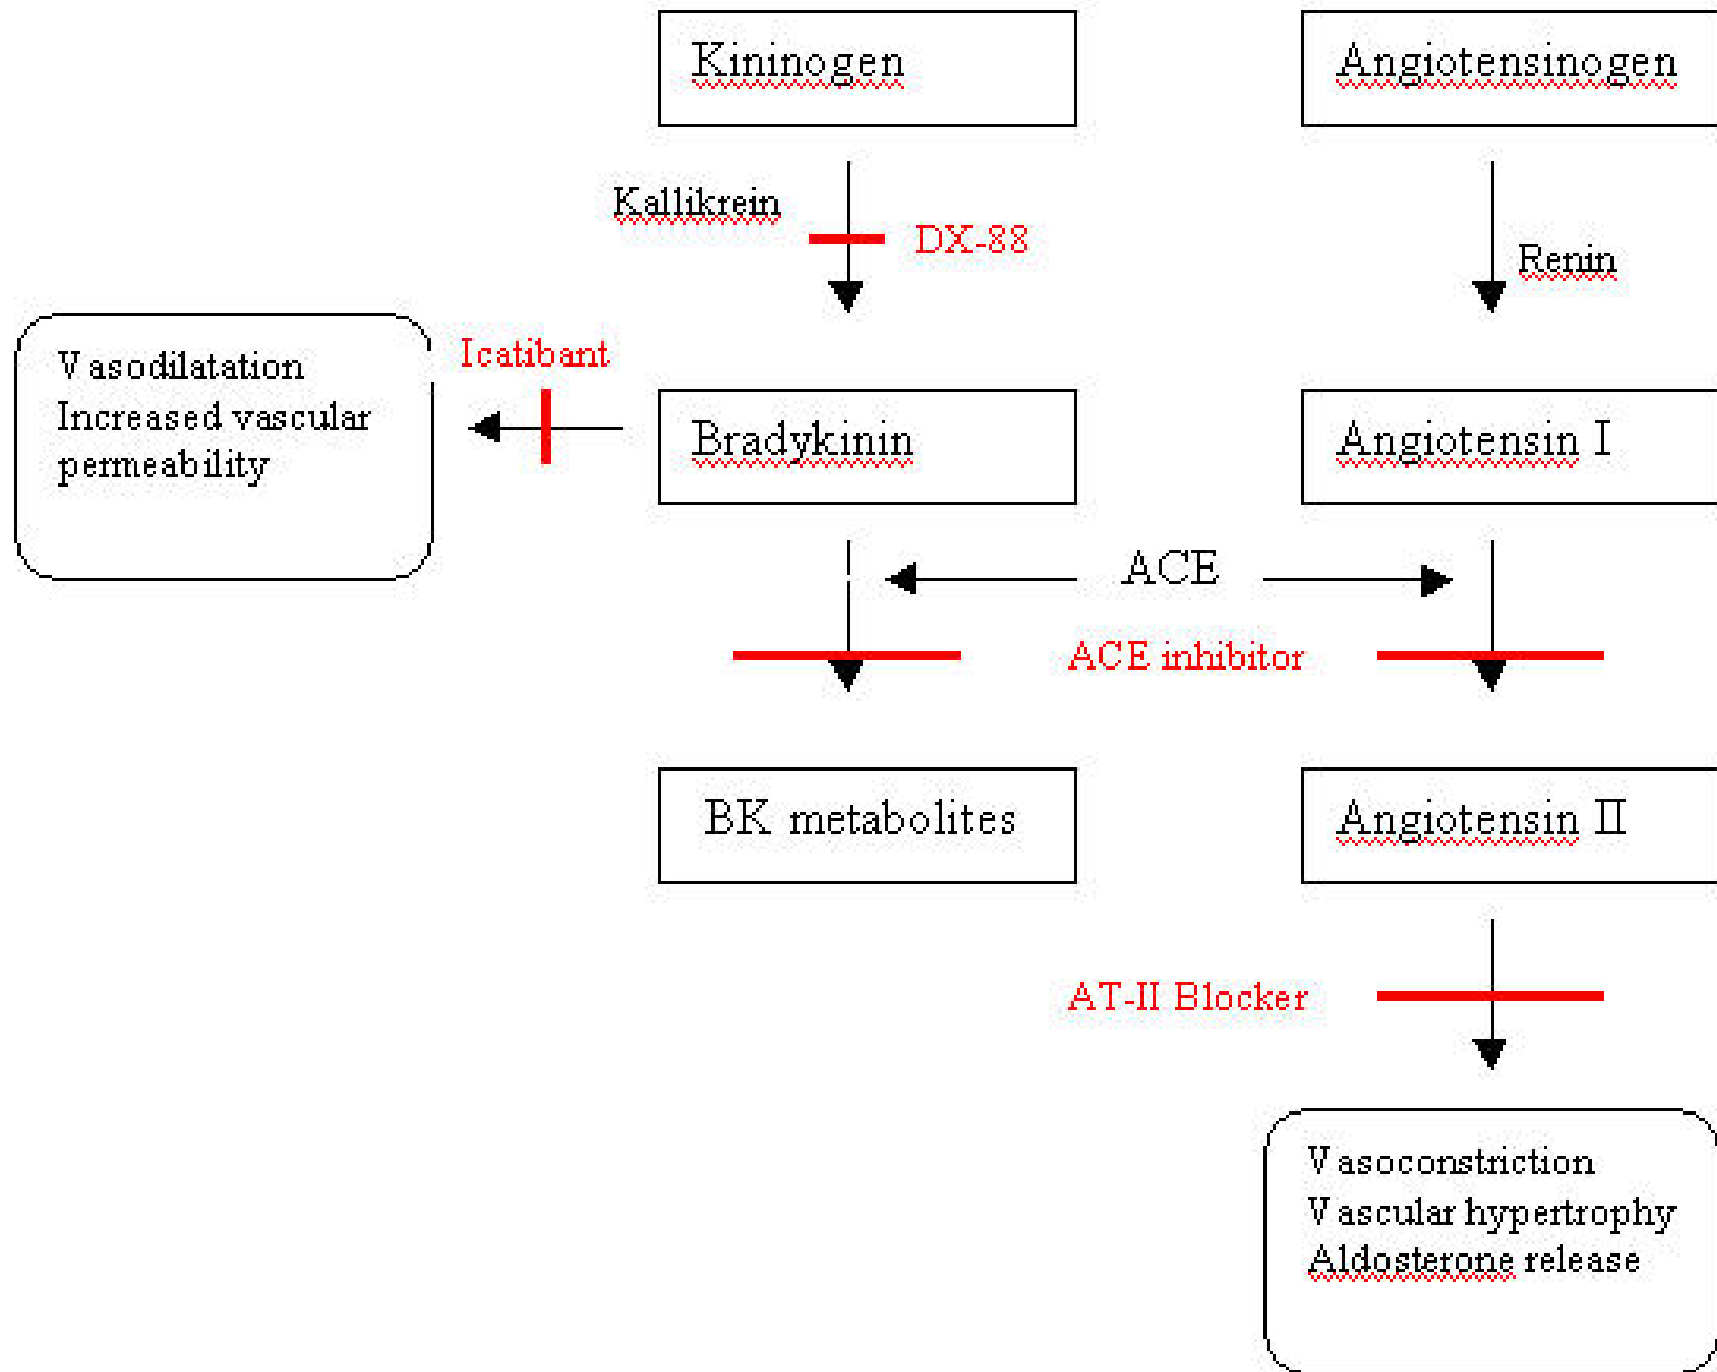 Kininogen
Angiotensinogen
Kallikrein
DX-88
Renin
Vasodilatation
Increased vascular
permeability
Icatibant
Bradykinin
Angiotensin I
ACE
ACE inhibitor
BK metabolites
Angiotensin II
AT-II Blocker
Vasoconstriction
Vascular hypertrophy
Aldosterone release